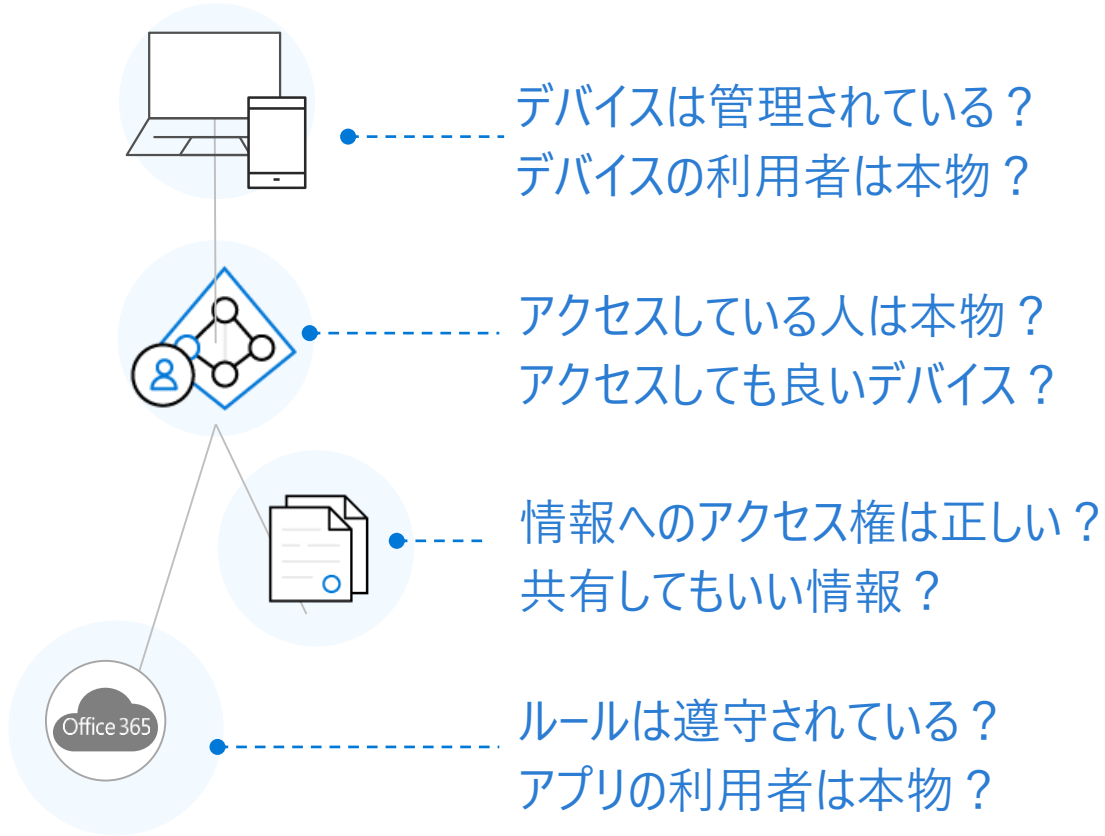 デバイスは管理されている？
デバイスの利用者は本物？
アクセスしている人は本物？
アクセスしても良いデバイス？
情報へのアクセス権は正しい？
共有してもいい情報？
Office 365
ルールは遵守されている？
アプリの利用者は本物？